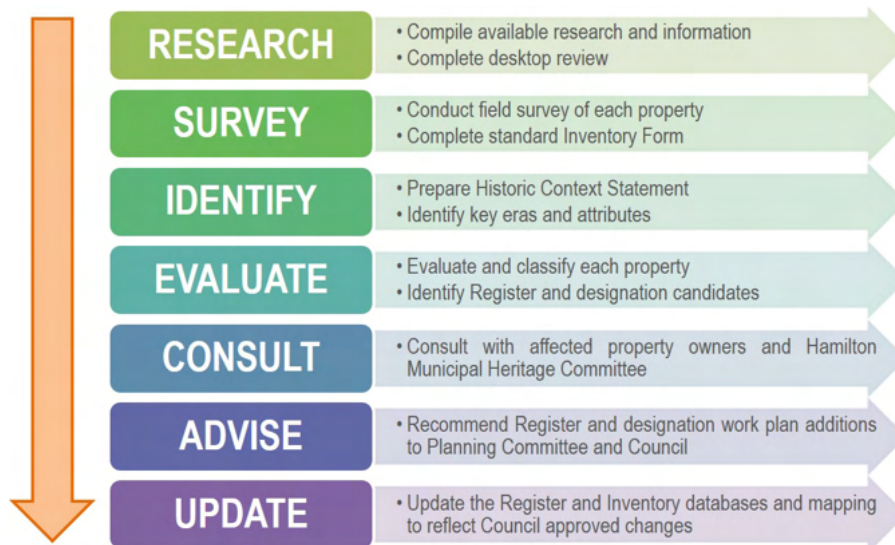 RESEARCH
• Compile available research and information
• Complete desktop review
SURVEY
• Conduct field survey of each property
• Complete standard Inventory Form
IDENTIFY
• Prepare Historic Context Statement
• Identify key eras and attributes
EVALUATE
• Evaluate and classify each property
• Identify Register and designation candidates
CONSULT
• Consult with affected property owners and Hamilton
Municipal Heritage Committee
ADVISE
• Recommend Register and designation work plan additions
to Planning Committee and Council
UPDATE
• Update the Register and Inventory databases and mapping
to reflect Council approved changes